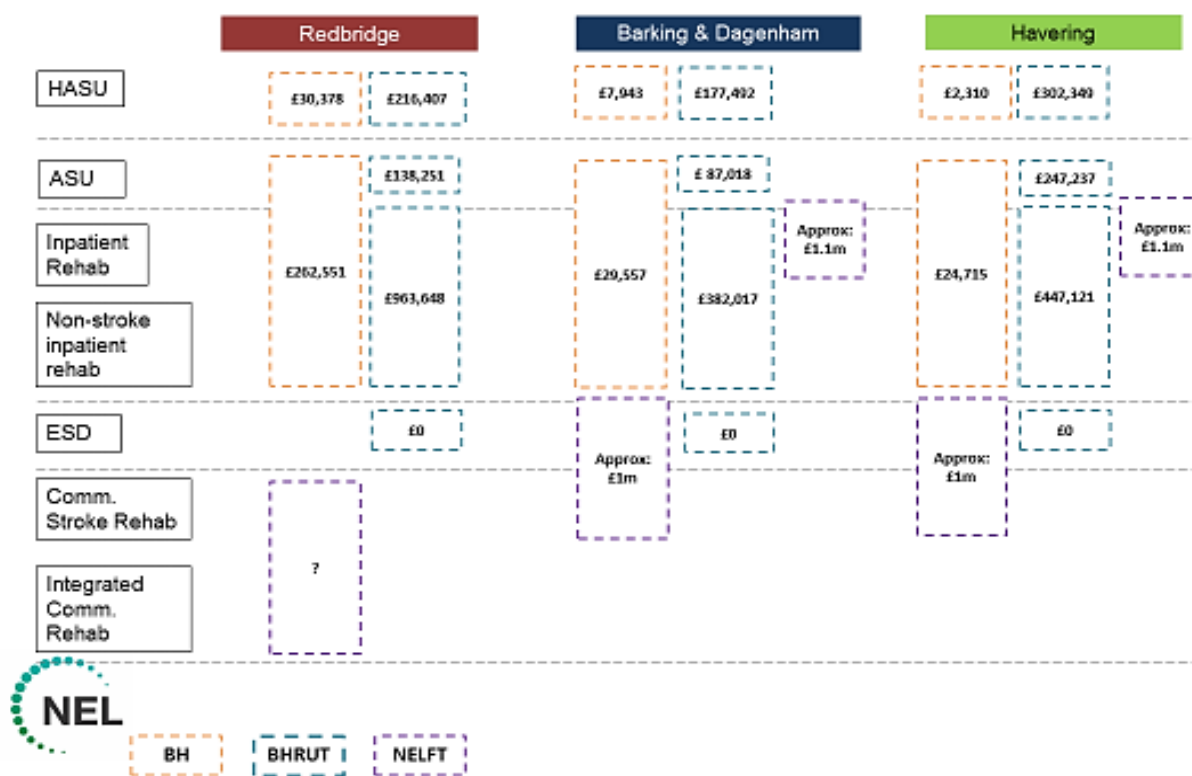 Redbridge
Barking & Dagenham
Havering
HASU
£30,378
£216,407
£7,943
£177,492
£2,310
£302,349
ASU
£138,251
£ 87,018
£247,237
Inpatient
Rehab
Approx:
£1.1m
Approx:
£1.1m
£262,551
£963,648
£29,557
£382,017
£24,715
£447,121
Non-stroke
inpatient
rehab
ESD
£0
£0
£0
Approx:
£1m
Approx:
£1m
Comm.
Stroke Rehab
?
Integrated
Comm.
Rehab
NEL
BH
BHRUT
NELFT